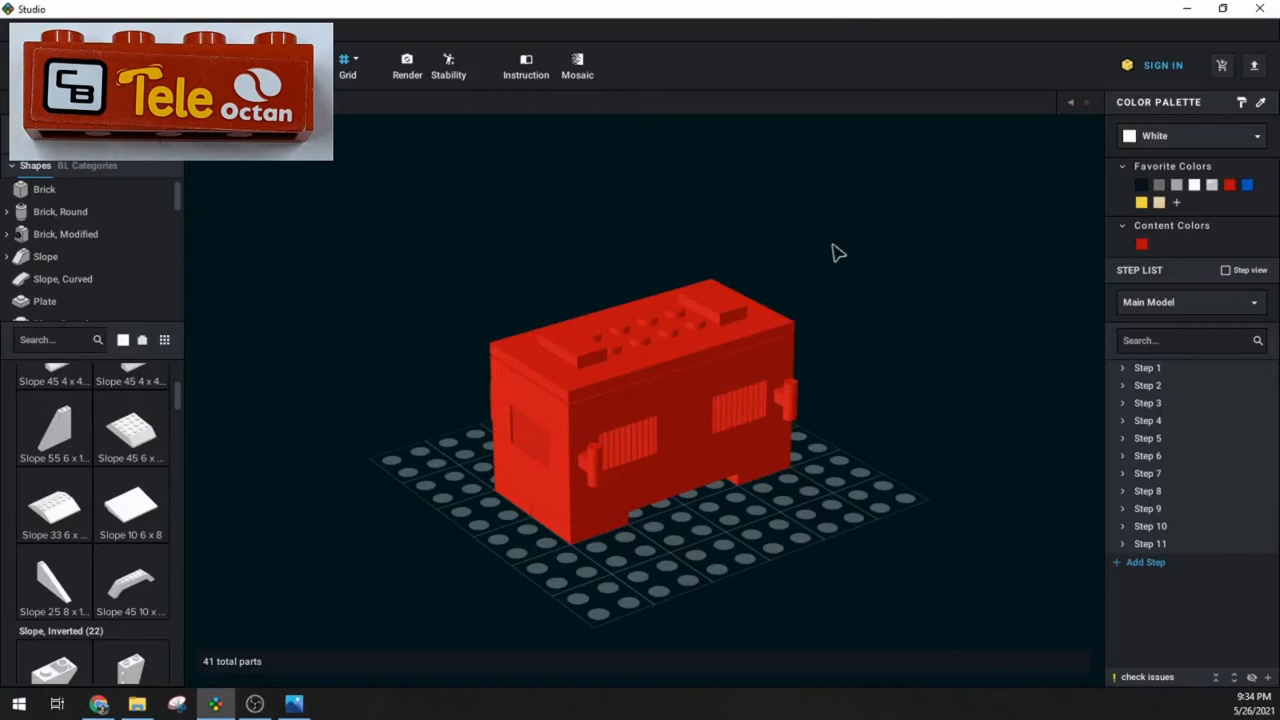 Studio
CB Tele Octan
Grid
Render
Stability
Instruction
Mosaic
SIGN IN
COLOR PALETTE
White
Favorite Colors
Content Colors
STEP LIST
Step view
Main Model
Search...
Step 1
Step 2
Step 3
Step 4
Step 5
Step 6
Step 7
Step 8
Step 9
Step 10
Step 11
+ Add Step
Shapes BL Categories
Brick
Brick, Round
Brick, Modified
Slope
Slope, Curved
Plate
Search...
Slope 45 4 x 4... Slope 45 4 x 4...
Slope 55 6 x 1... Slope 45 6 x...
Slope 33 6 x... Slope 10 6 x 8
Slope 25 8 x 1... Slope 45 10 x...
Slope, Inverted (22)
41 total parts
! check issues
9:34 PM
5/26/2021